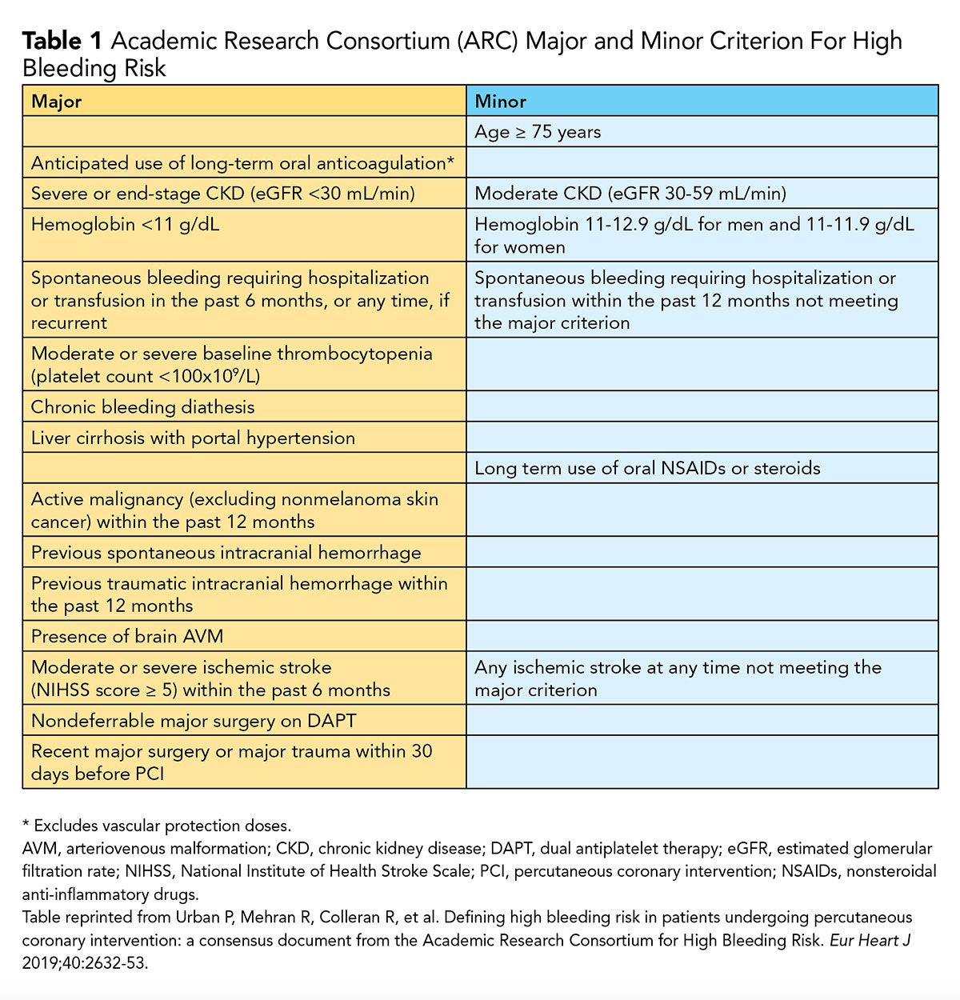 Table 1 Academic Research Consortium (ARC) Major and Minor Criterion For High
Bleeding Risk
Major
Minor
Age ≥ 75 years
Anticipated use of long-term oral anticoagulation*
Severe or end-stage CKD (eGFR <30 mL/min)
Moderate CKD (eGFR 30-59 mL/min)
Hemoglobin <11 g/dL
Hemoglobin 11-12.9 g/dL for men and 11-11.9 g/dL
for women
Spontaneous bleeding requiring hospitalization
or transfusion in the past 6 months, or any time, if
recurrent
Spontaneous bleeding requiring hospitalization or
transfusion within the past 12 months not meeting
the major criterion
Moderate or severe baseline thrombocytopenia
(platelet count <100x10⁹/L)
Chronic bleeding diathesis
Liver cirrhosis with portal hypertension
Long term use of oral NSAIDs or steroids
Active malignancy (excluding nonmelanoma skin
cancer) within the past 12 months
Previous spontaneous intracranial hemorrhage
Previous traumatic intracranial hemorrhage within
the past 12 months
Presence of brain AVM
Moderate or severe ischemic stroke
(NIHSS score ≥ 5) within the past 6 months
Any ischemic stroke at any time not meeting the
major criterion
Nondeferrable major surgery on DAPT
Recent major surgery or major trauma within 30
days before PCI
* Excludes vascular protection doses.
AVM, arteriovenous malformation; CKD, chronic kidney disease; DAPT, dual antiplatelet therapy; eGFR, estimated glomerular
filtration rate; NIHSS, National Institute of Health Stroke Scale; PCI, percutaneous coronary intervention; NSAIDs, nonsteroidal
anti-inflammatory drugs.
Table reprinted from Urban P, Mehran R, Colleran R, et al. Defining high bleeding risk in patients undergoing percutaneous
coronary intervention: a consensus document from the Academic Research Consortium for High Bleeding Risk. Eur Heart J
2019;40:2632-53.